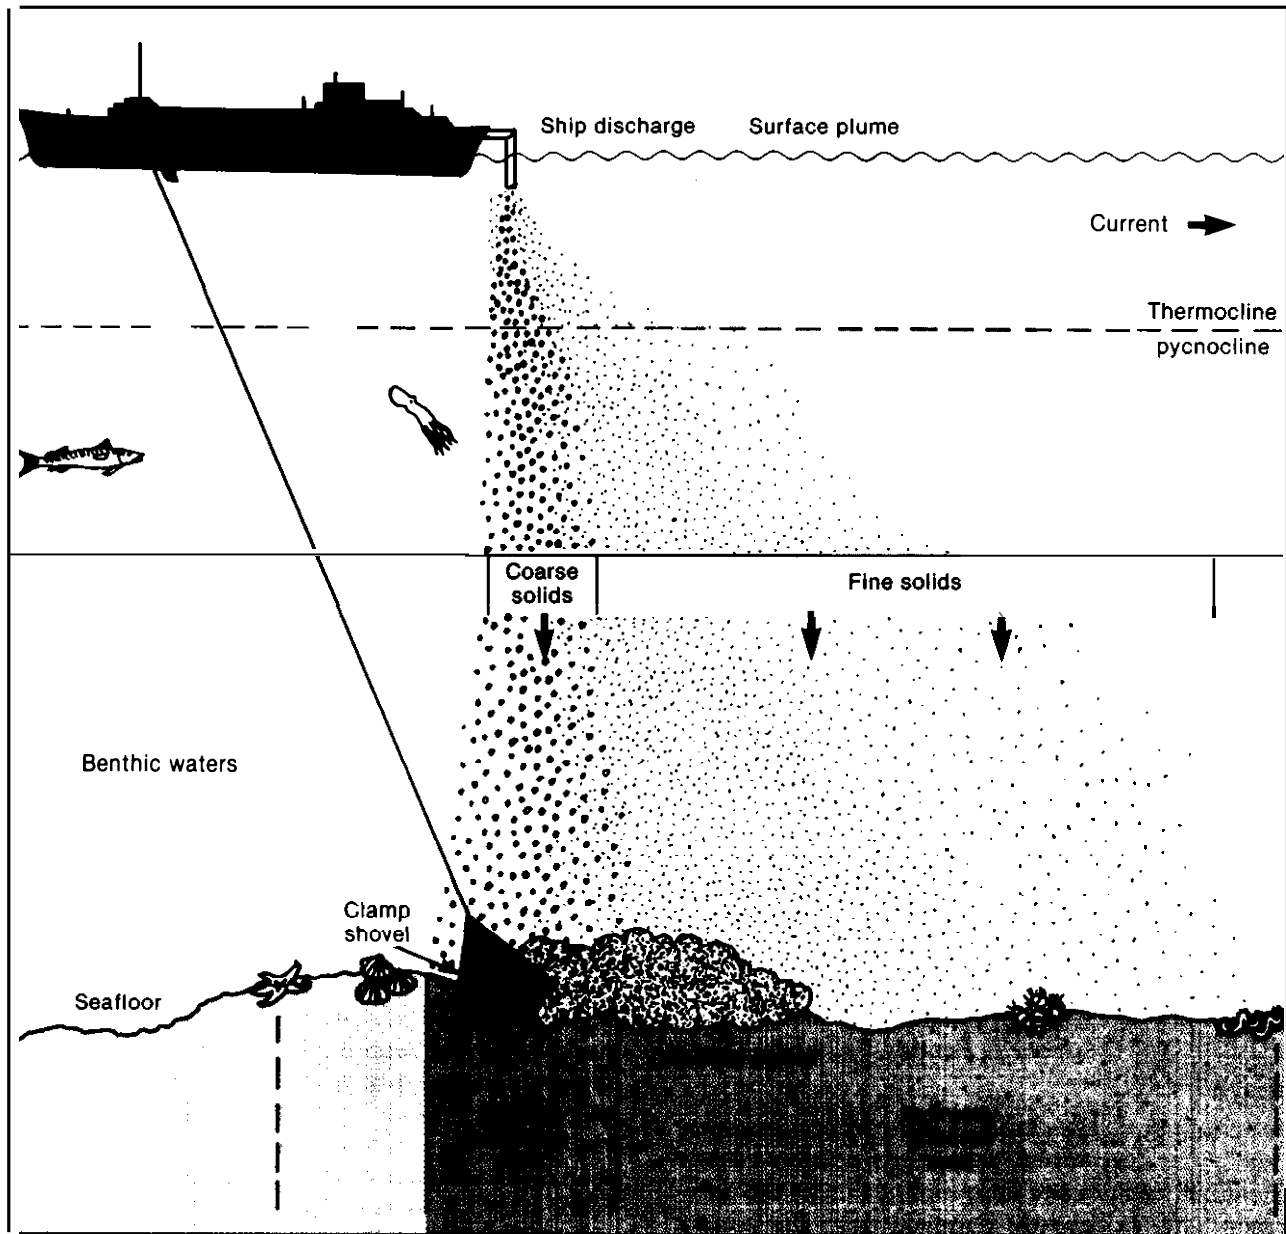 Ship discharge Surface plume
Current
Thermocline
pycnocline
Coarse
solids
Fine solids
Benthic waters
Clamp
shovel
Seafloor